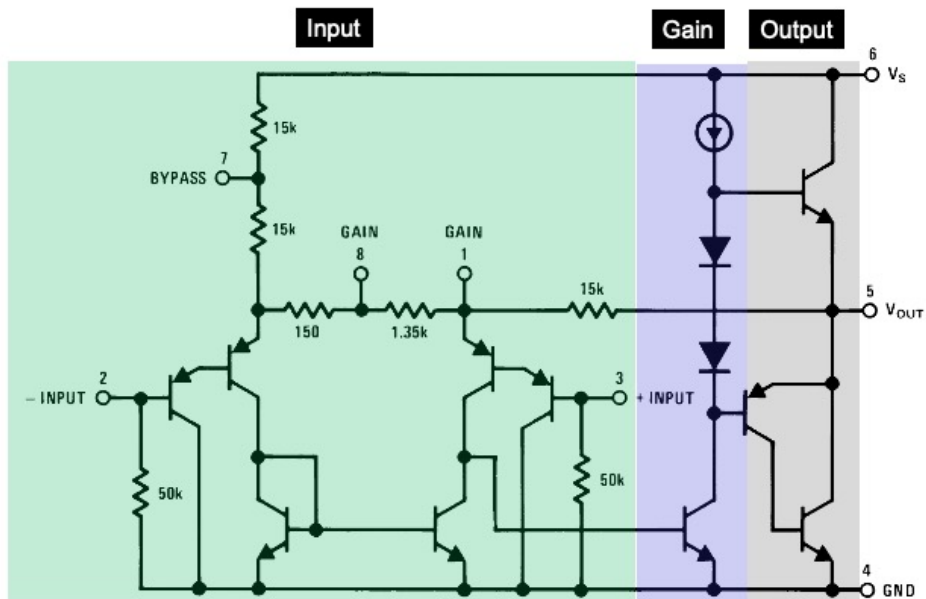 Input
Gain
Output
6
Vs
15k
7
BYPASS
15k
GAIN
8
GAIN
1
15k
5
VOUT
150
1.35k
2
– INPUT
3
+ INPUT
50k
50k
4
GND